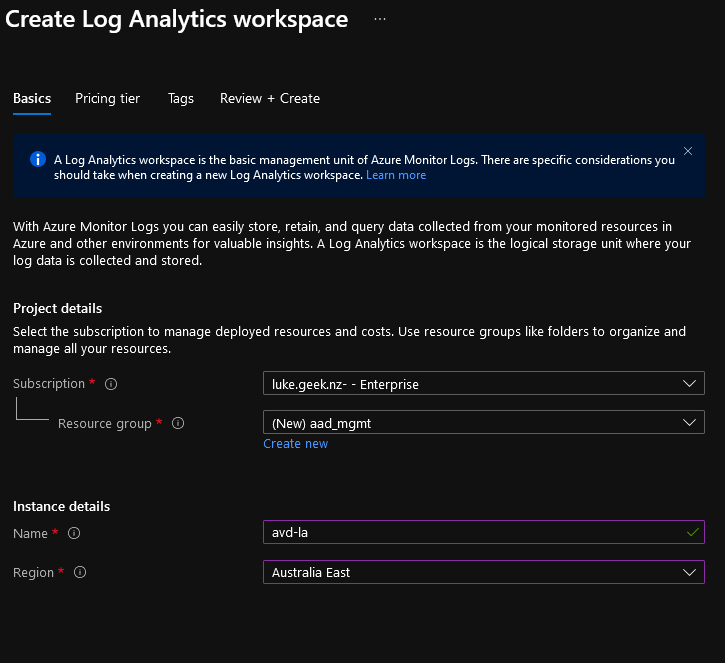 Create Log Analytics workspace ...
Basics Pricing tier Tags Review + Create
A Log Analytics workspace is the basic management unit of Azure Monitor Logs. There are specific considerations you
should take when creating a new Log Analytics workspace. Learn more
With Azure Monitor Logs you can easily store, retain, and query data collected from your monitored resources in
Azure and other environments for valuable insights. A Log Analytics workspace is the logical storage unit where your
log data is collected and stored.
Project details
Select the subscription to manage deployed resources and costs. Use resource groups like folders to organize and
manage all your resources.
Subscription * luke.geek.nz- - Enterprise
Resource group * (New) aad_mgmt
Create new
Instance details
Name * avd-la
Region * Australia East